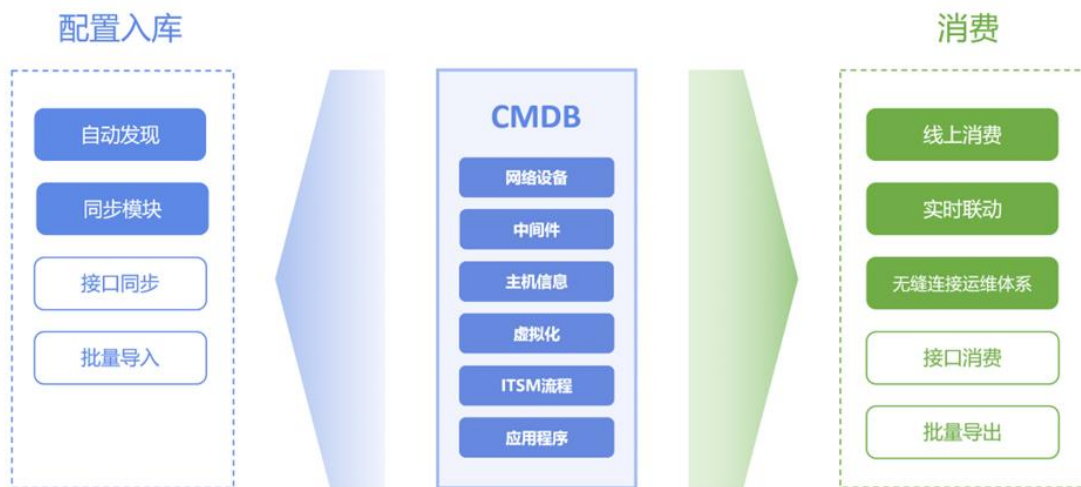 配置入库
自动发现
同步模块
接口同步
批量导入
CMDB
网络设备
中间件
主机信息
虚拟化
ITSM流程
应用程序
消费
线上消费
实时联动
无缝连接运维体系
接口消费
批量导出